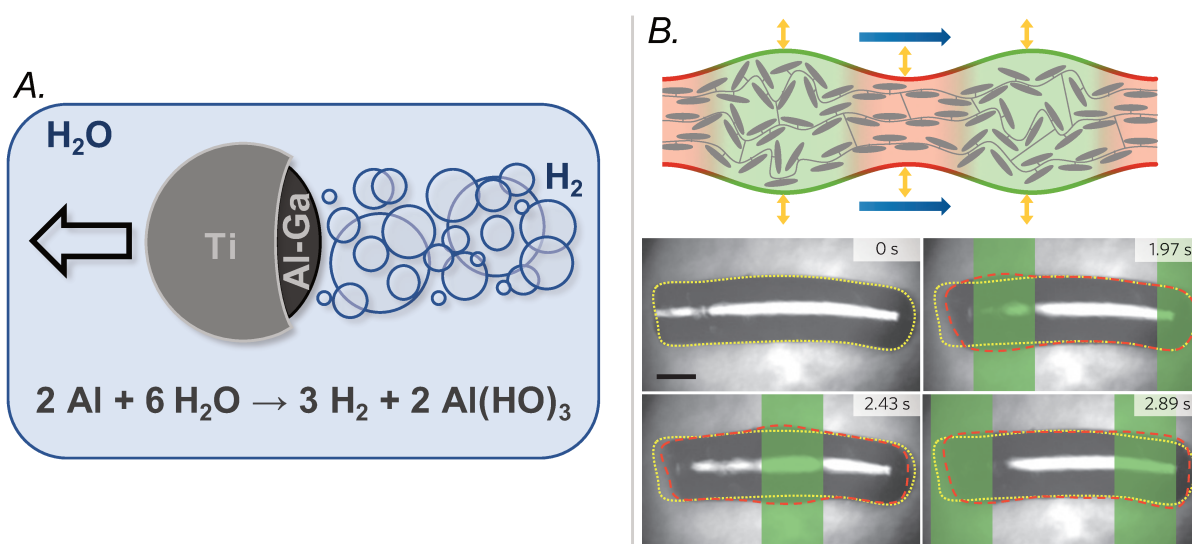 A.
H₂O
Ti
Al-Ga
H₂
2 Al + 6 H₂O → 3 H₂ + 2 Al(HO)₃
B.
0 s
1.97 s
2.43 s
2.89 s